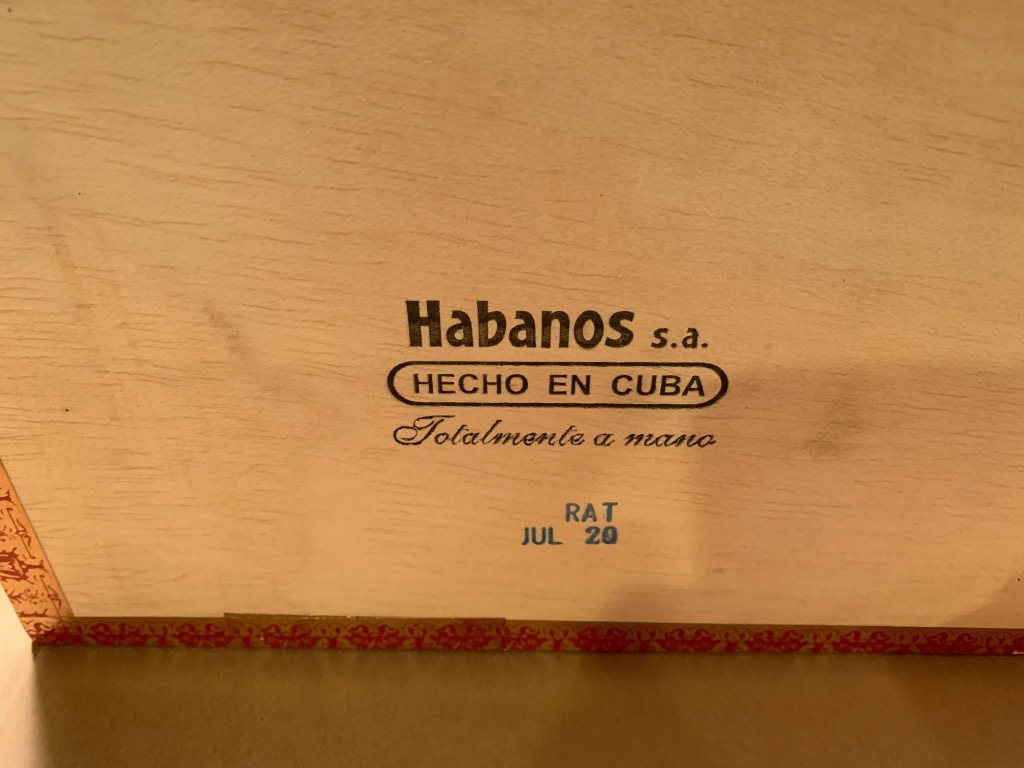 Habanos s.a.
HECHO EN CUBA
Totalmente a mano
RAT
JUL 20